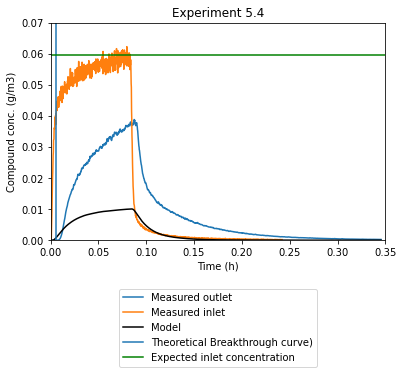 Experiment 5.4
0.07
0.06
0.05
0.04
0.03
0.02
0.01
0.00
Compound conc. (g/m3)
0.00 0.05 0.10 0.15 0.20 0.25 0.30 0.35
Time (h)
Measured outlet
Measured inlet
Model
Theoretical Breakthrough curve)
Expected inlet concentration